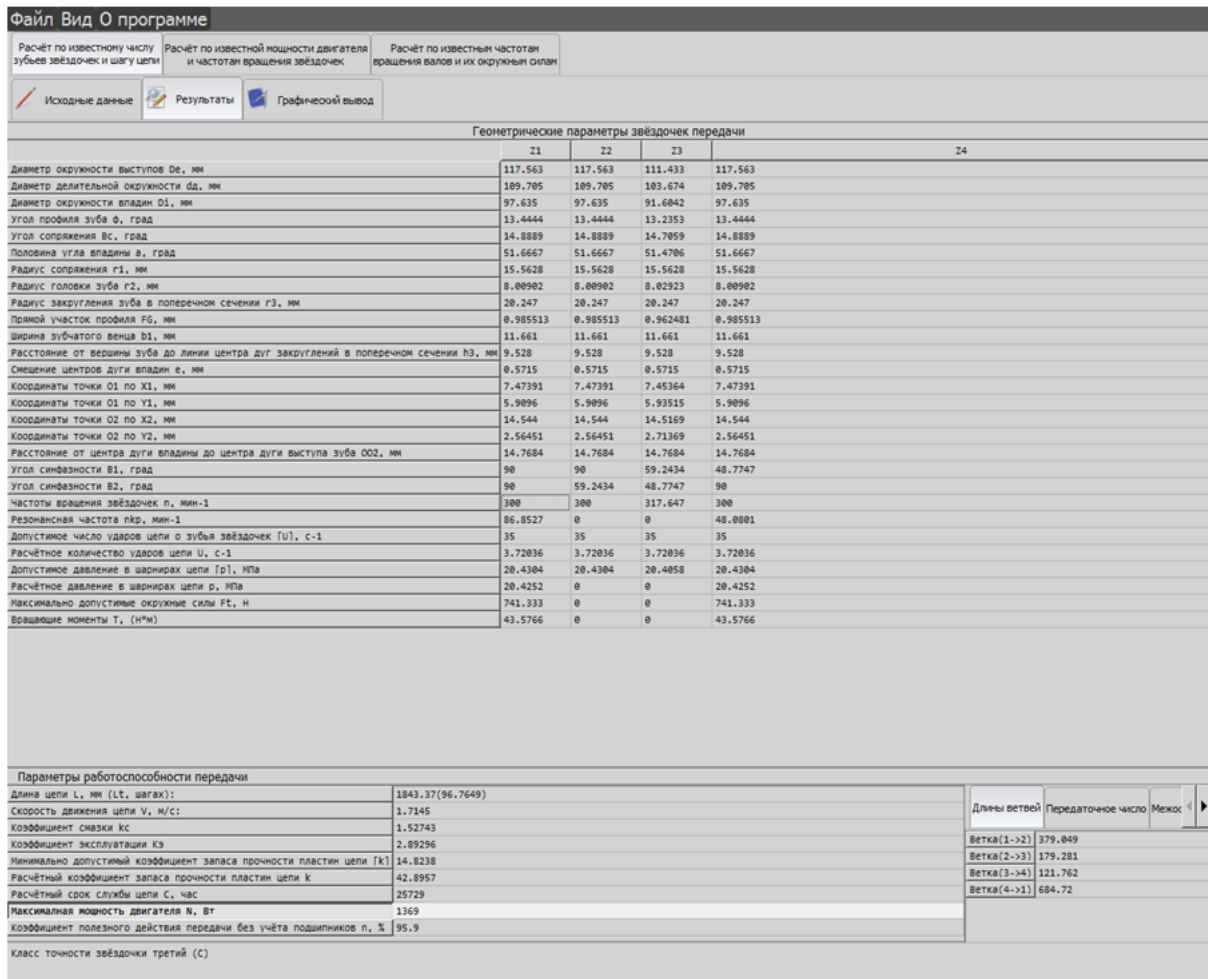 Файл Вид О программе
Расчёт по известному числу зубьев звёздочек и шагу цепи
Расчёт по известной мощности двигателя и частотам вращения звёздочек
Расчёт по известным частотам вращения валов и их окружным силам
Исходные данные Результаты Графический вывод
Геометрические параметры звёздочек передачи
Z1 Z2 Z3 Z4
Диаметр окружности выступов De, мм 117.563 117.563 111.433 117.563
Диаметр делительной окружности dд, мм 109.705 109.705 103.674 109.705
Диаметр окружности впадин Di, мм 97.635 97.635 91.6042 97.635
Угол профиля зуба ф, град 13.4444 13.4444 13.2353 13.4444
Угол сопряжения Bc, град 14.8889 14.8889 14.7059 14.8889
Половина угла впадины a, град 51.6667 51.6667 51.4706 51.6667
Радиус сопряжения r1, мм 15.5628 15.5628 15.5628 15.5628
Радиус головки зуба r2, мм 8.00902 8.00902 8.02923 8.00902
Радиус закругления зуба в поперечном сечении r3, мм 20.247 20.247 20.247 20.247
Прямой участок профиля FG, мм 0.985513 0.985513 0.962481 0.985513
Ширина зубчатого венца b1, мм 11.661 11.661 11.661 11.661
Расстояние от вершины зуба до линии центра дуг закруглений в поперечном сечении h3, мм 9.528 9.528 9.528 9.528
Смещение центров дуги впадин e, мм 0.5715 0.5715 0.5715 0.5715
Координаты точки O1 по X1, мм 7.47391 7.47391 7.45364 7.47391
Координаты точки O1 по Y1, мм 5.9096 5.9096 5.93515 5.9096
Координаты точки O2 по X2, мм 14.544 14.544 14.5169 14.544
Координаты точки O2 по Y2, мм 2.56451 2.56451 2.71369 2.56451
Расстояние от центра дуги впадины до центра дуги выступа зуба OO2, мм 14.7684 14.7684 14.7684 14.7684
Угол синфазности B1, град 90 90 59.2434 48.7747
Угол синфазности B2, град 90 59.2434 48.7747 90
Частоты вращения звёздочек n, мин-1 300 300 317.647 300
Резонансная частота nкр, мин-1 86.8527 0 0 48.0801
Допустимое число ударов цепи о зубья звёздочек [U], с-1 35 35 35 35
Расчётное количество ударов цепи U, с-1 3.72036 3.72036 3.72036 3.72036
Допустимое давление в шарнирах цепи [p], МПа 20.4304 20.4304 20.4058 20.4304
Расчётное давление в шарнирах цепи p, МПа 20.4252 0 0 20.4252
Максимально допустимые окружные силы Ft, Н 741.333 0 0 741.333
Вращающие моменты T, (Н*м) 43.5766 0 0 43.5766
Параметры работоспособности передачи
Длина цепи L, мм (Lt, шагах): 1843.37(96.7649)
Скорость движения цепи V, м/с: 1.7145
Коэффициент смазки kc 1.52743
Коэффициент эксплуатации Кэ 2.89296
Минимально допустимый коэффициент запаса прочности пластин цепи [k] 14.8238
Расчётный коэффициент запаса прочности пластин цепи k 42.8957
Расчётный срок службы цепи C, час 25729
Максималная мощность двигателя N, Вт 1369
Коэффициент полезного действия передачи без учёта подшипников n, % 95.9
Длины ветвей Передаточное число Межос
Ветка(1->2) 379.049
Ветка(2->3) 179.281
Ветка(3->4) 121.762
Ветка(4->1) 684.72
Класс точности звёздочки третий (C)